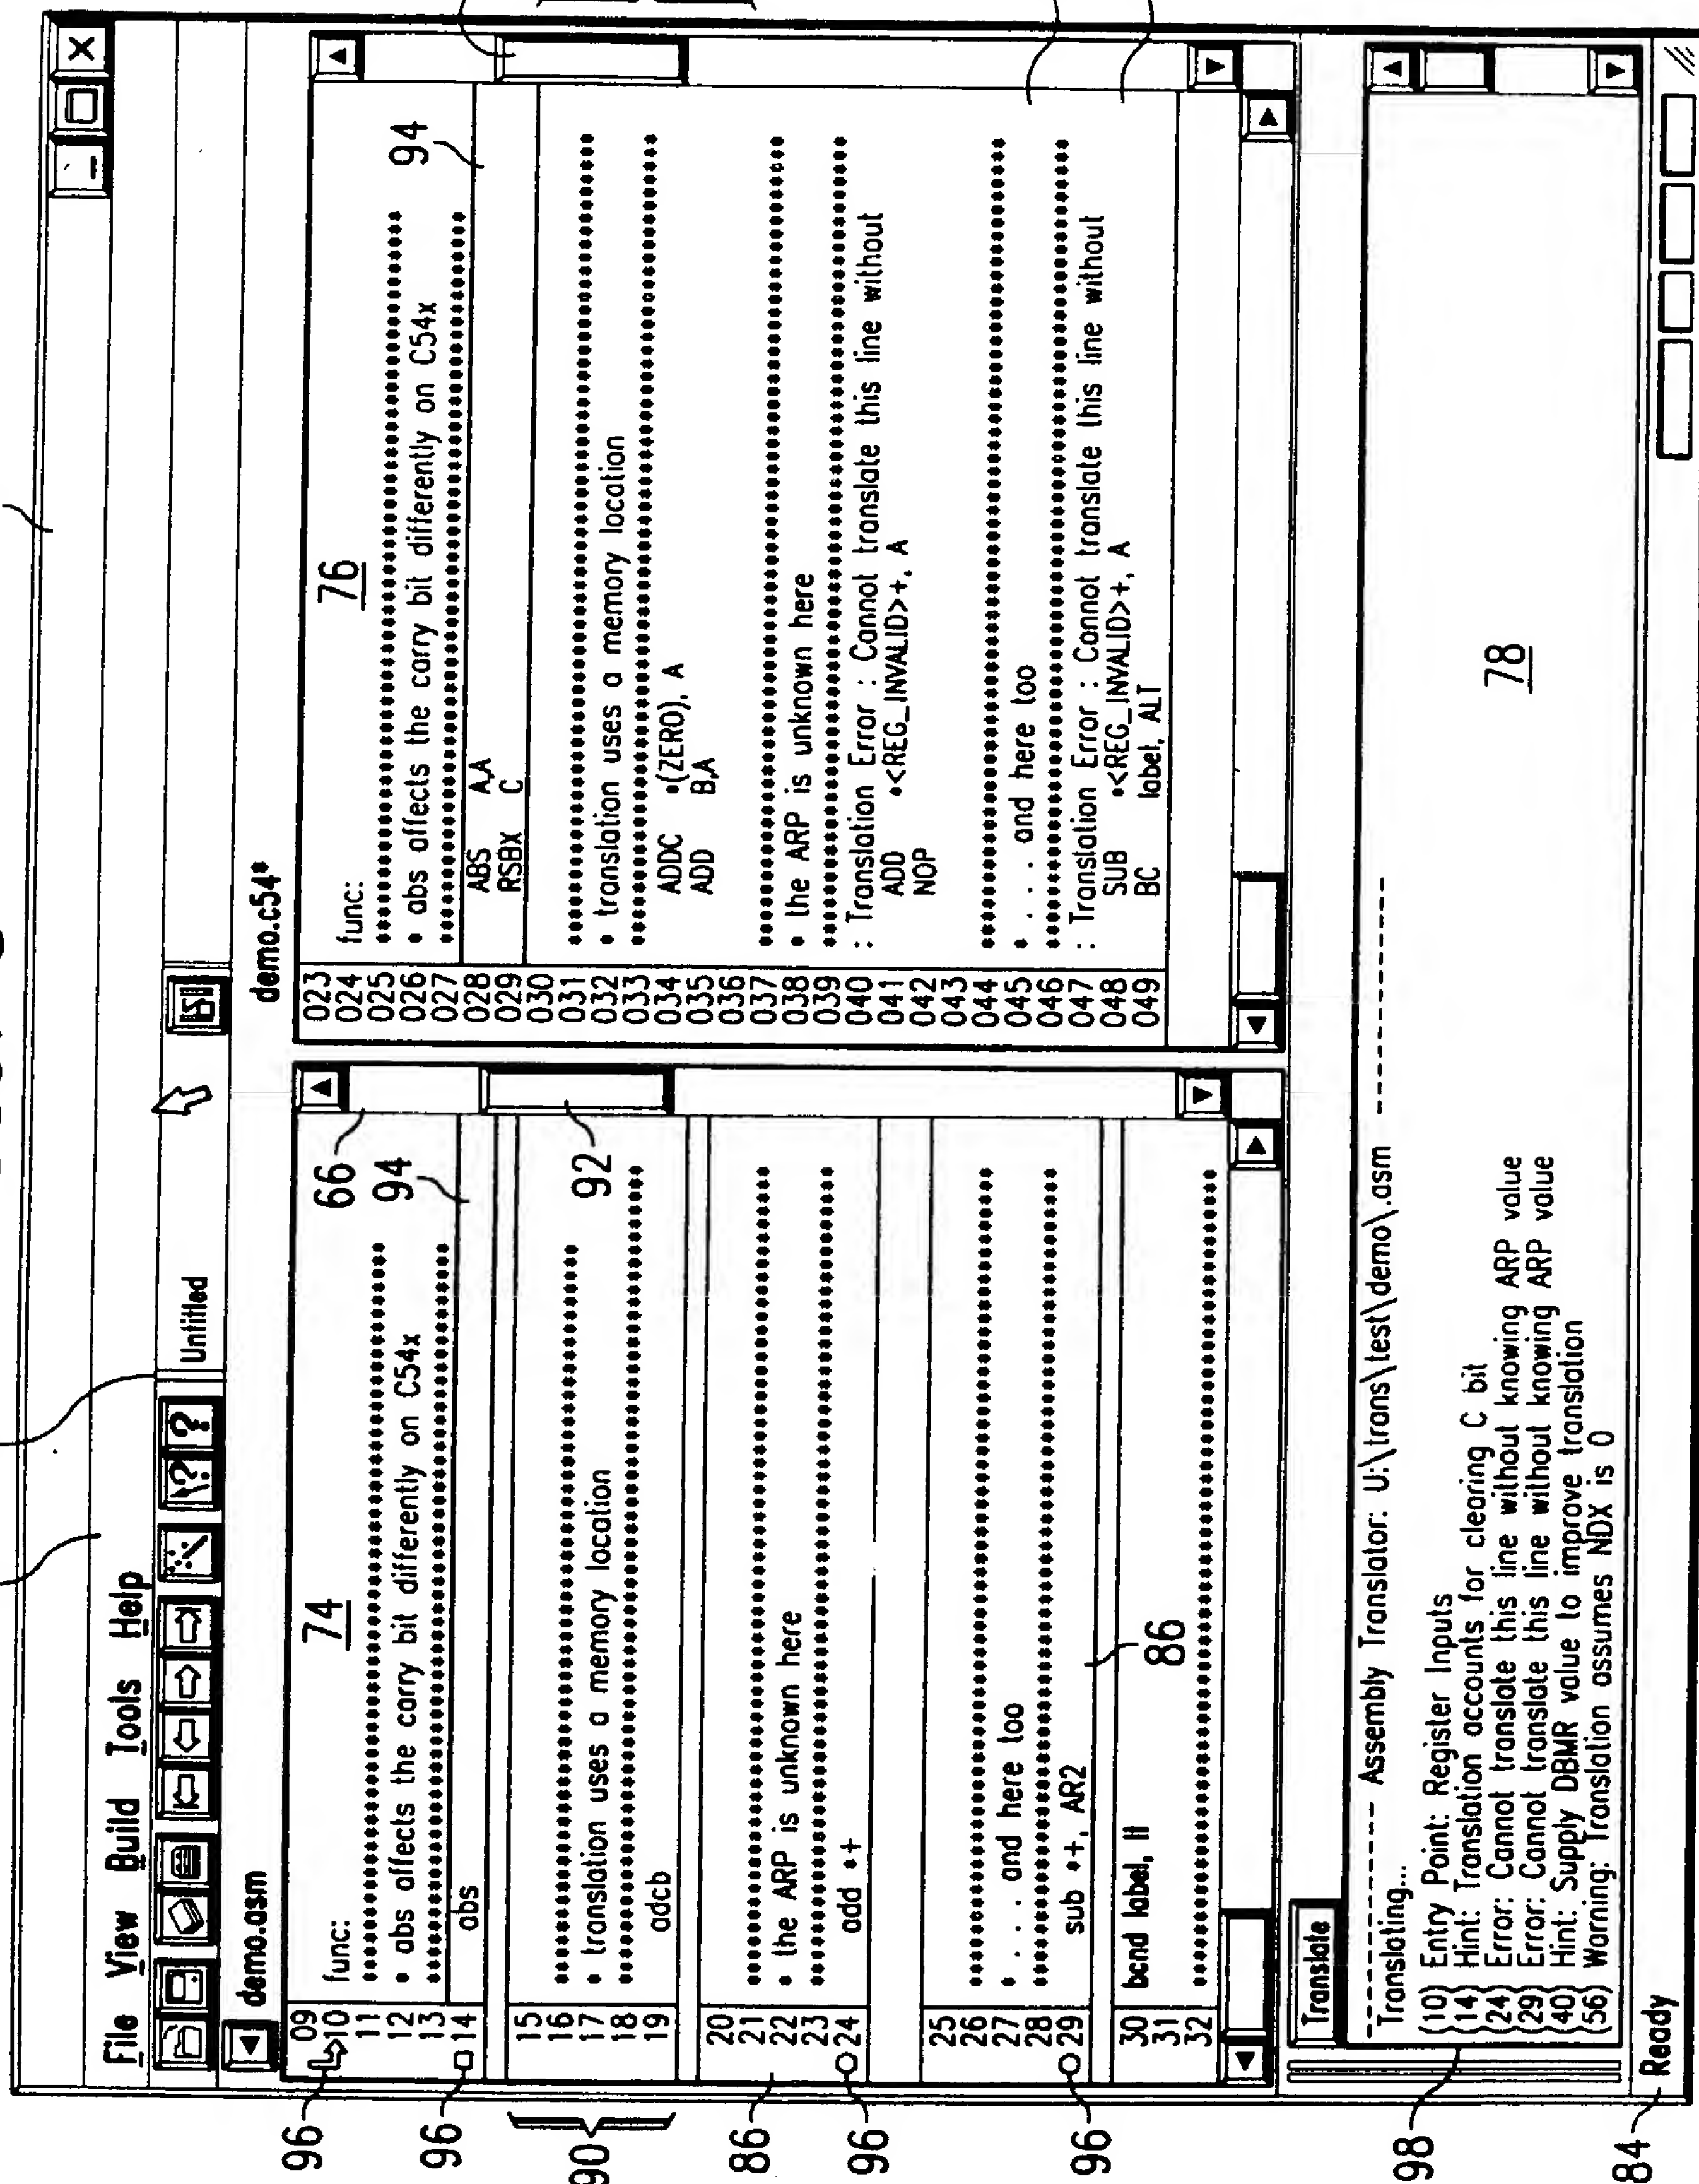 File View Build Tools Help
Untitled
demo.asm
demo.c54*
74
66
94
09
10 func:
11 **********
12 * abs affects the carry bit differently on C54x
13 **********
14 abs
15
16 **********
17 * translation uses a memory location
18 **********
19 adcb
20
21 **********
22 * the ARP is unknown here
23 **********
24 add *+
25
26 **********
27 * . . . and here too
28 **********
29 sub *+, AR2
30 bcnd label, lt
31
32 **********
92
86
96
96
90
86
96
96
76
94
023
024 func:
025 **********
026 * abs affects the carry bit differently on C54x
027 **********
028 ABS A,A
029 RSBX C
030
031 **********
032 * translation uses a memory location
033 **********
034 ADDC *(ZERO), A
035 ADD B,A
036
037 **********
038 * the ARP is unknown here
039 **********
040 : Translation Error : Cannot translate this line without
041 ADD *<REG_INVALID>+, A
042 NOP
043
044 **********
045 * . . . and here too
046 **********
047 : Translation Error : Cannot translate this line without
048 SUB *<REG_INVALID>+, A
049 BC label, ALT
Translate
---------- Assembly Translator: U:\trans\test\demo\.asm ----------
Translating...
(10) Entry Point: Register Inputs
(14) Hint: Translation accounts for clearing C bit
(24) Error: Cannot translate this line without knowing ARP value
(29) Error: Cannot translate this line without knowing ARP value
(40) Hint: Supply DBMR value to improve translation
(56) Warning: Translation assumes NDX is 0
78
98
Ready
84